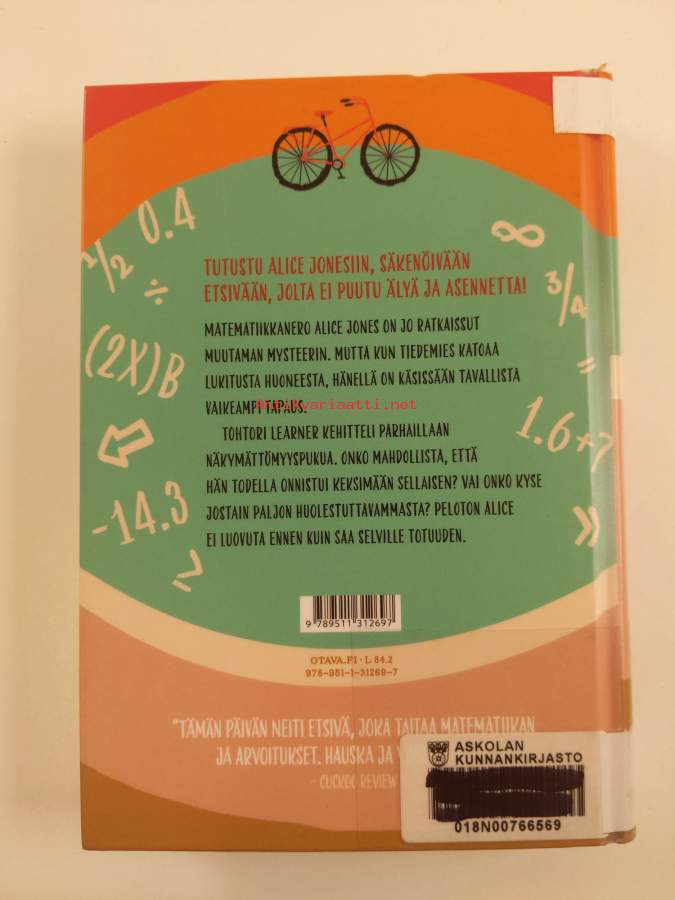 1/2 0.4
÷
∞
3/4
=
(2X)B
1.6+7
-14.3
TUTUSTU ALICE JONESIIN, SÄKENÖIVÄÄN
ETSIVÄÄN, JOLTA EI PUUTU ÄLYÄ JA ASENNETTA!
MATEMATIIKKANERO ALICE JONES ON JO RATKAISSUT
MUUTAMAN MYSTEERIN. MUTTA KUN TIEDEMIES KATOAA
LUKITUSTA HUONEESTA, HÄNELLÄ ON KÄSISSÄÄN TAVALLISTA
VAIKEAMPI TAPAUS.
Antikvariaatti.net
TOHTORI LEARNER KEHITTELI PARHAILLAAN
NÄKYMÄTTÖMYYSPUKUA. ONKO MAHDOLLISTA, ETTÄ
HÄN TODELLA ONNISTUI KEKSIMÄÄN SELLAISEN? VAI ONKO KYSE
JOSTAIN PALJON HUOLESTUTTAVAMMASTA? PELOTON ALICE
EI LUOVUTA ENNEN KUIN SAA SELVILLE TOTUUDEN.
9 789511 312697
OTAVA.FI · L 84.2
978-951-1-31269-7
"TÄMÄN PÄIVÄN NEITI ETSIVÄ, JOKA TAITAA MATEMATIIKAN
JA ARVOITUKSET. HAUSKA JA
- CUCKOO REVIEW
ASKOLAN
KUNNANKIRJASTO
018N00766569